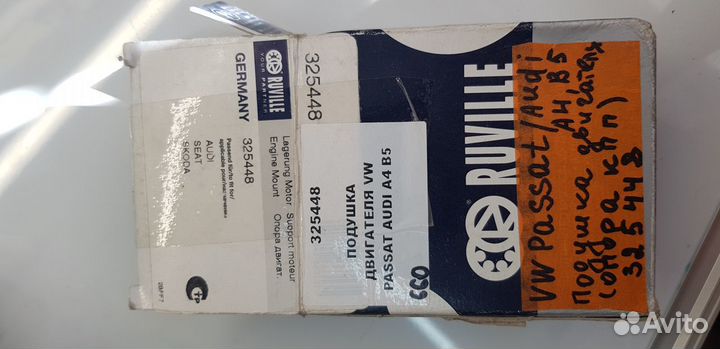 RUVILLE
YOUR PARTNER
GERMANY
325448
Passend für/to fit for/
AUDI
SEAT
SKODA
325448
Lagerung Motor Support moteur
Engine Mount Опора двигат.
325448
ПОДУШКА
ДВИГАТЕЛЯ VW
PASSAT AUDI A4 B5
660
RUVILLE
VW Passat/Audi
A4 B5
Подушка двигателя
(опора кпп)
325448
Avito